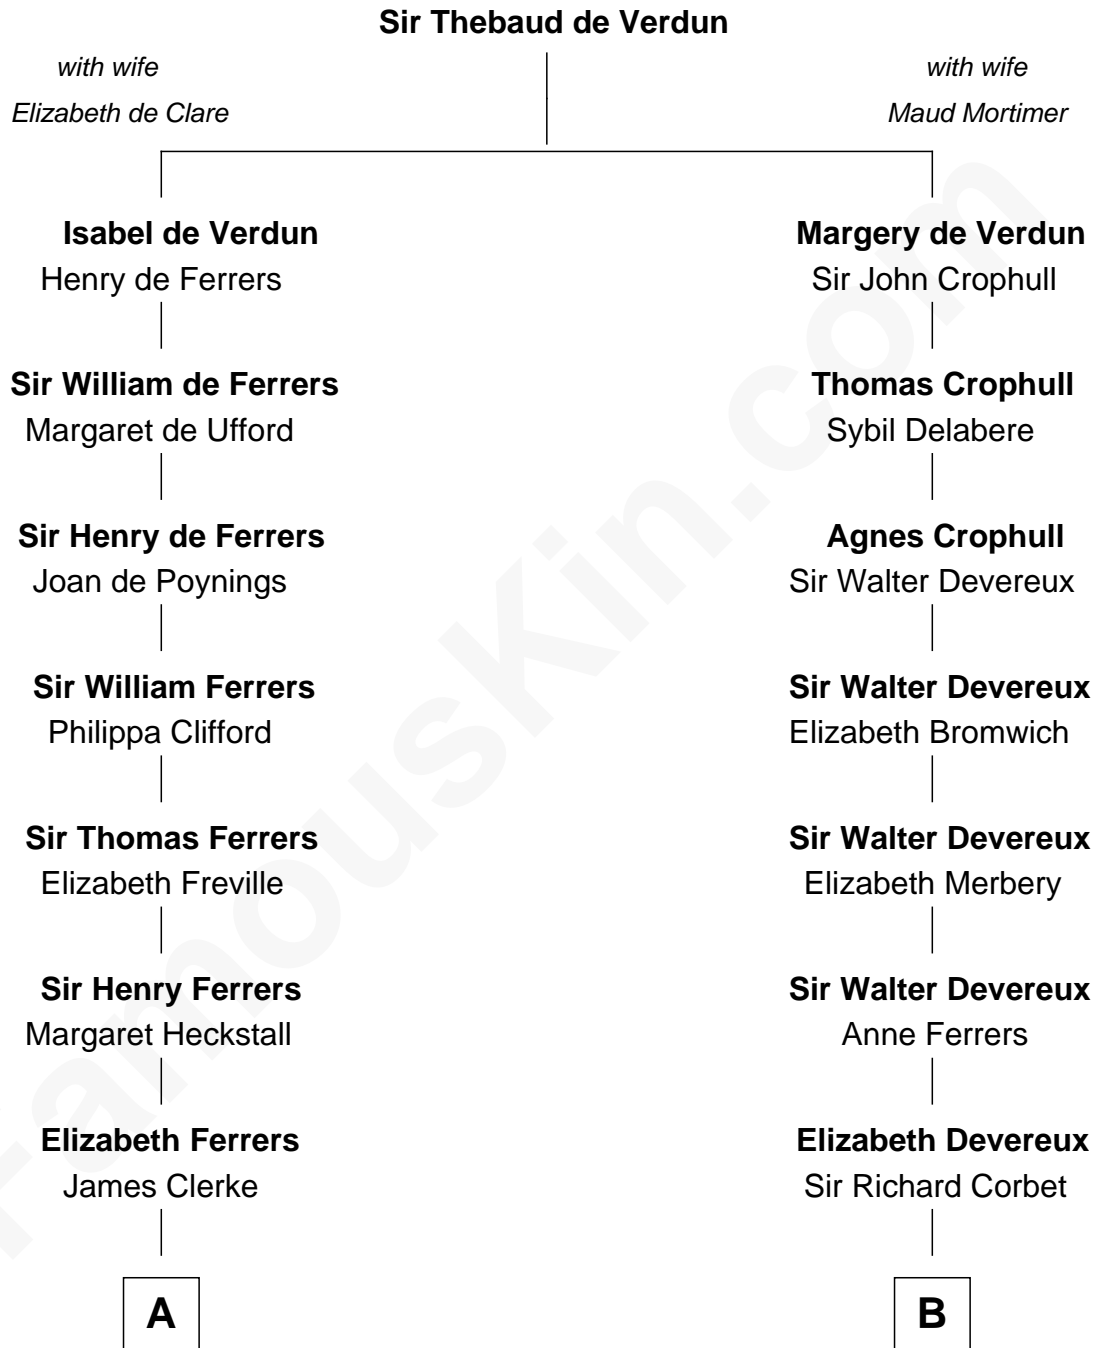 Sir Thebaud de Verdun
with wife
Elizabeth de Clare
with wife
Maud Mortimer
Isabel de Verdun
Henry de Ferrers
Margery de Verdun
Sir John Crophull
Sir William de Ferrers
Margaret de Ufford
Thomas Crophull
Sybil Delabere
Sir Henry de Ferrers
Joan de Poynings
Agnes Crophull
Sir Walter Devereux
Sir William Ferrers
Philippa Clifford
Sir Walter Devereux
Elizabeth Bromwich
Sir Thomas Ferrers
Elizabeth Freville
Sir Walter Devereux
Elizabeth Merbery
Sir Henry Ferrers
Margaret Heckstall
Sir Walter Devereux
Anne Ferrers
Elizabeth Ferrers
James Clerke
Elizabeth Devereux
Sir Richard Corbet
A
B
FamousKin.com